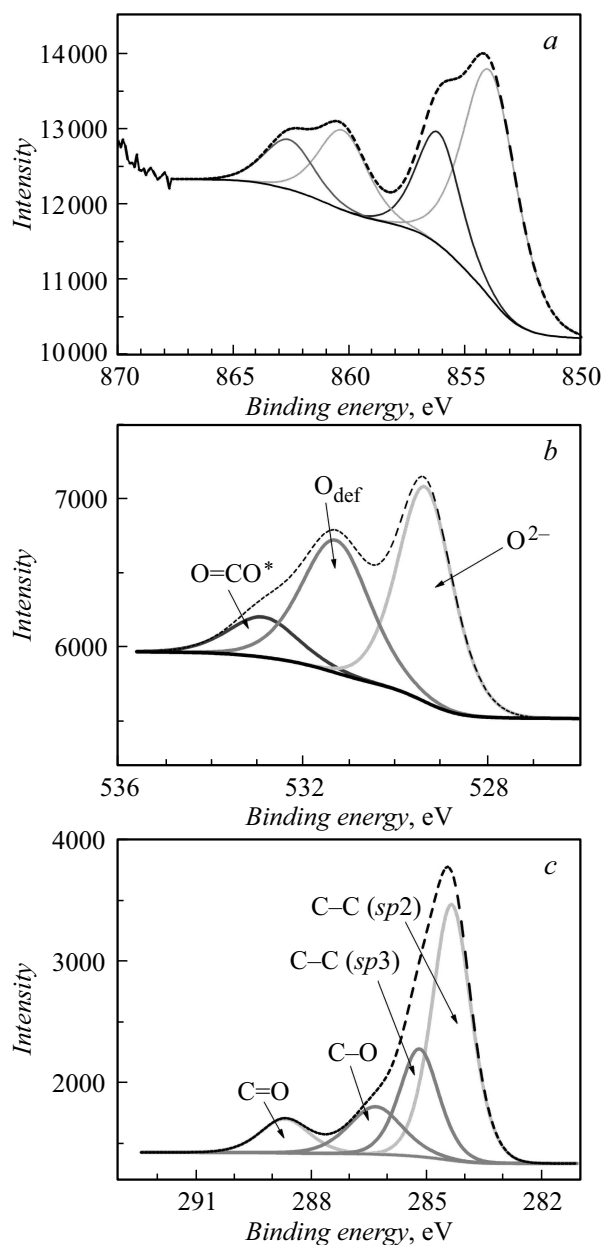 a
14000
13000
12000
11000
10000
Intensity
870 865 860 855 850
Binding energy, eV
b
7000
6000
Intensity
O_def
O=CO*
O²⁻
536 532 528
Binding energy, eV
c
4000
3000
2000
Intensity
C–C (sp2)
C–C (sp3)
C–O
C=O
291 288 285 282
Binding energy, eV